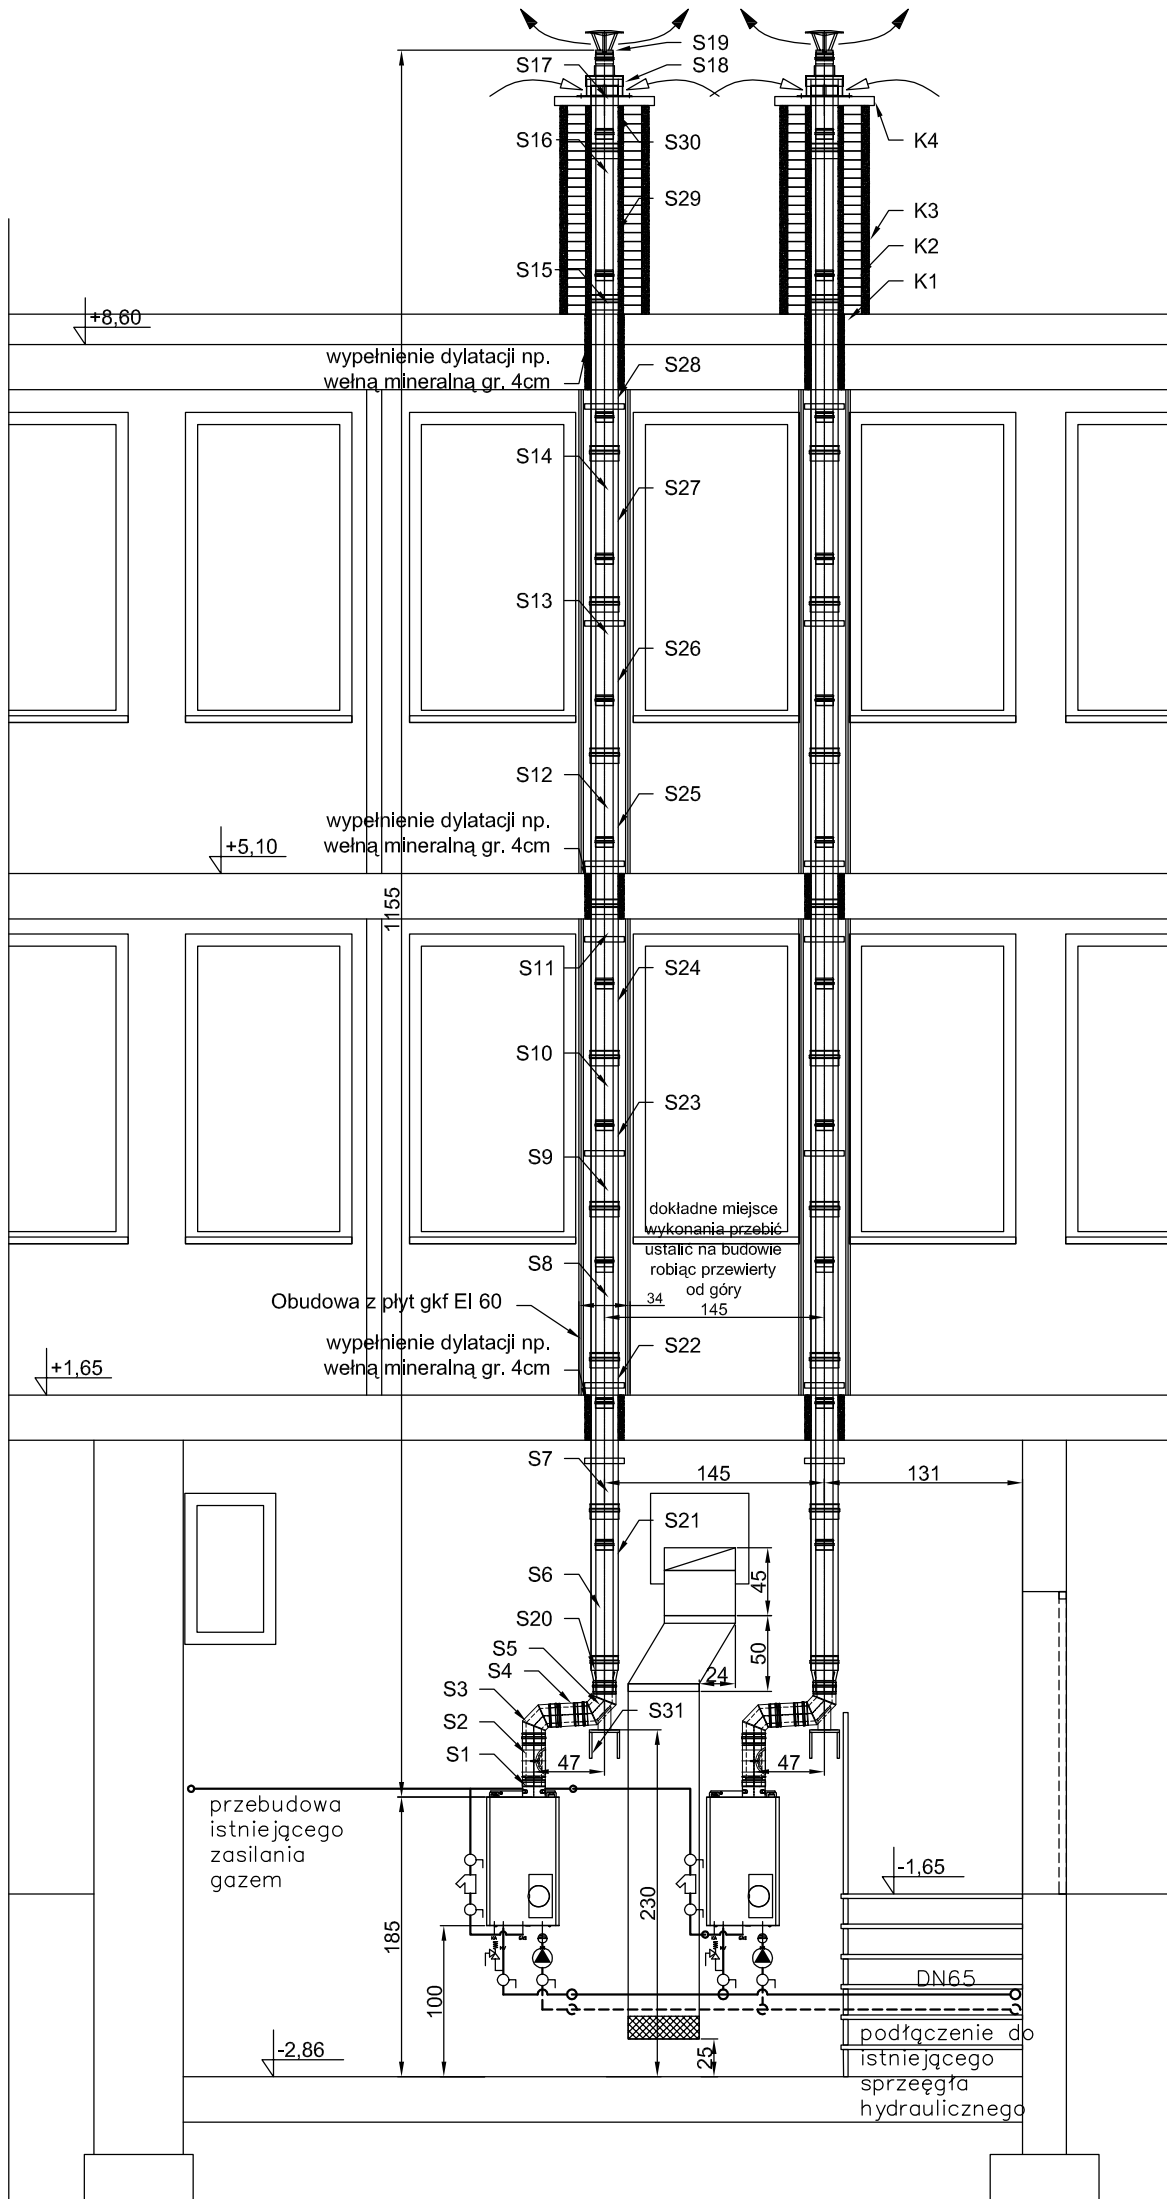 S19
S17
S18
S16
S30
K4
S29
K3
K2
S15
K1
+8,60
wypełnienie dylatacji np.
wełną mineralną gr. 4cm
S28
S14
S27
S13
S26
S12
S25
wypełnienie dylatacji np.
wełną mineralną gr. 4cm
+5,10
1155
S11
S24
S10
S23
S9
dokładne miejsce
wykonania przebić
ustalić na budowie
robiąc przewierty
od góry
S8
Obudowa z płyt gkf EI 60
34
145
wypełnienie dylatacji np.
wełną mineralną gr. 4cm
S22
+1,65
S7
145
131
S21
S6
45
S20
50
S5
S4
24
S3
S31
S2
S1
47
47
przebudowa
istniejącego
zasilania
gazem
-1,65
185
230
100
DN65
-2,86
25
podłączenie do
istniejącego
sprzeęgła
hydraulicznego